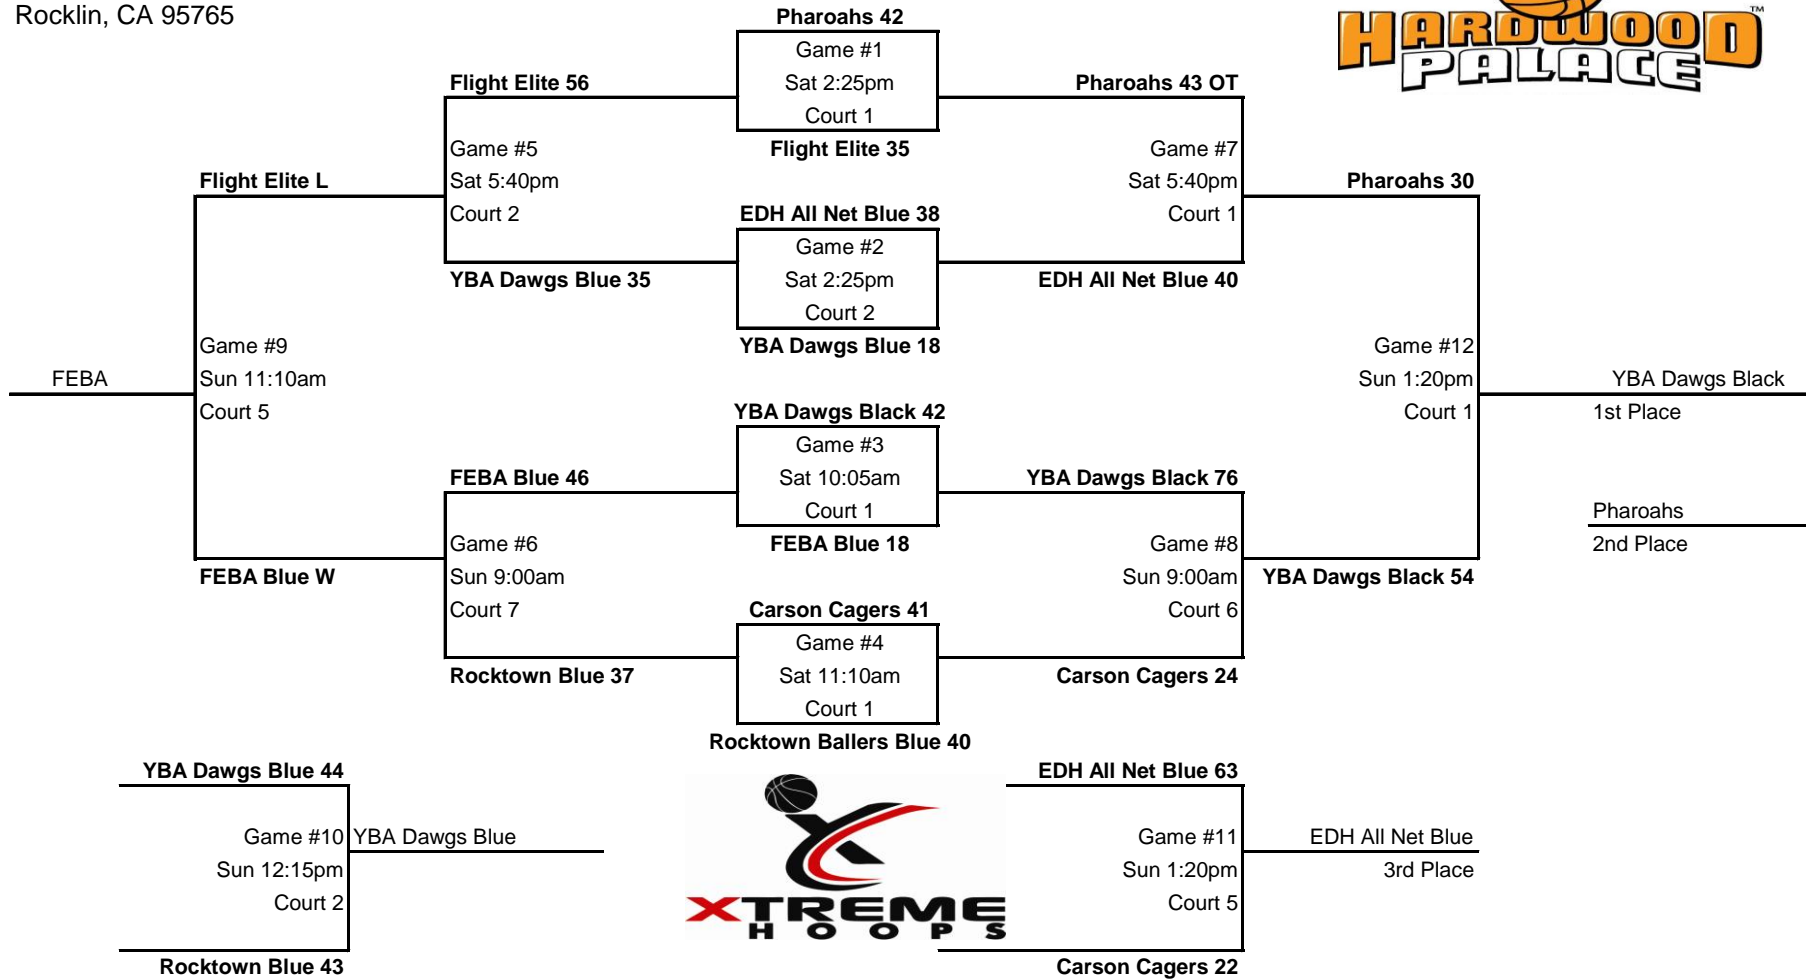 Rocklin, CA 95765
HARDWOOD
PALACE
TM
Pharoahs 42
Game #1
Sat 2:25pm
Court 1
Flight Elite 35
Flight Elite 56
Game #5
Sat 5:40pm
Court 2
YBA Dawgs Blue 35
Pharoahs 43 OT
Game #7
Sat 5:40pm
Court 1
EDH All Net Blue 40
Flight Elite L
Pharoahs 30
EDH All Net Blue 38
Game #2
Sat 2:25pm
Court 2
YBA Dawgs Blue 18
Game #9
Sun 11:10am
Court 5
FEBA
Game #12
Sun 1:20pm
Court 1
YBA Dawgs Black
1st Place
YBA Dawgs Black 42
Game #3
Sat 10:05am
Court 1
FEBA Blue 18
FEBA Blue 46
Game #6
Sun 9:00am
Court 7
Rocktown Blue 37
YBA Dawgs Black 76
Game #8
Sun 9:00am
Court 6
Carson Cagers 24
Pharoahs
2nd Place
FEBA Blue W
YBA Dawgs Black 54
Carson Cagers 41
Game #4
Sat 11:10am
Court 1
Rocktown Ballers Blue 40
YBA Dawgs Blue 44
Game #10
Sun 12:15pm
Court 2
Rocktown Blue 43
YBA Dawgs Blue
XTREME
HOOPS
EDH All Net Blue 63
Game #11
Sun 1:20pm
Court 5
Carson Cagers 22
EDH All Net Blue
3rd Place